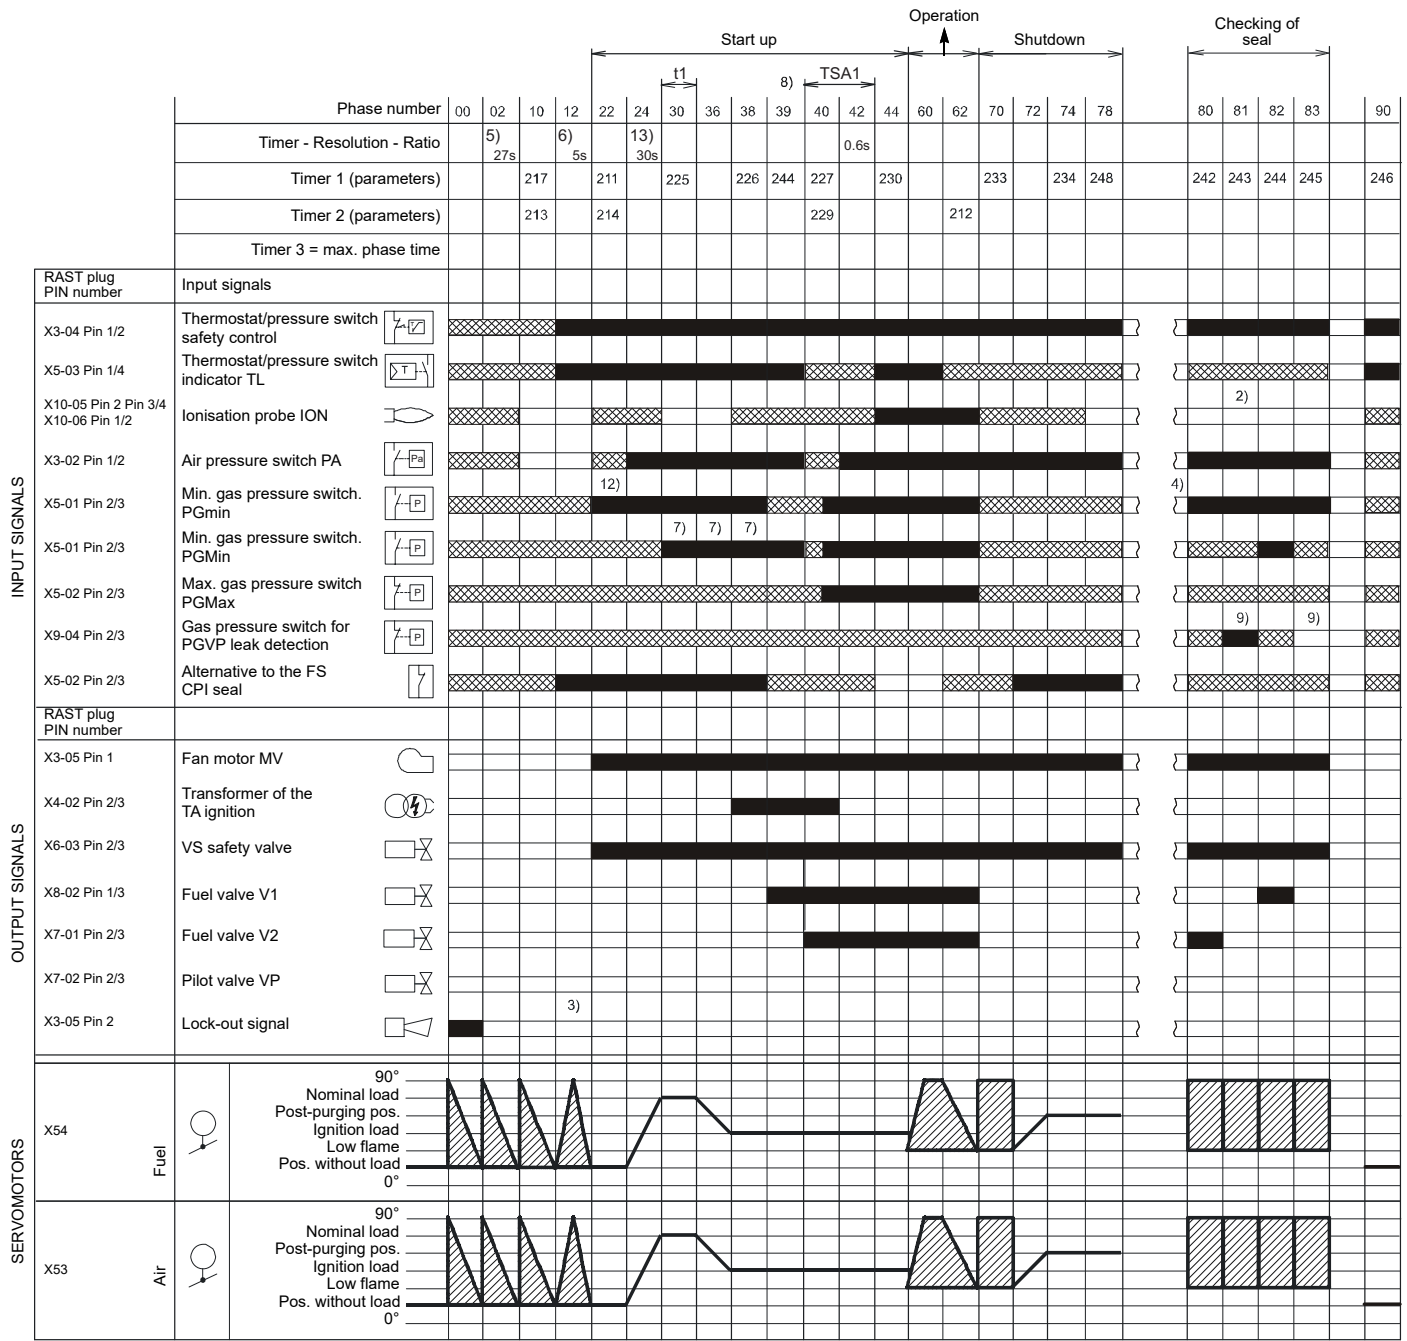 Operation
Start up
Shutdown
Checking of
seal
t1
8)
TSA1
Phase number 00 02 10 12 22 24 30 36 38 39 40 42 44 60 62 70 72 74 78 80 81 82 83 90
Timer - Resolution - Ratio 5) 27s 6) 5s 13) 30s 0.6s
Timer 1 (parameters) 217 211 225 226 244 227 230 233 234 248 242 243 244 245 246
Timer 2 (parameters) 213 214 229 212
Timer 3 = max. phase time
INPUT SIGNALS
RAST plug
PIN number
Input signals
X3-04 Pin 1/2
Thermostat/pressure switch
safety control
X5-03 Pin 1/4
Thermostat/pressure switch
indicator TL
T
2)
X10-05 Pin 2 Pin 3/4
X10-06 Pin 1/2
Ionisation probe ION
X3-02 Pin 1/2
Air pressure switch PA
Pa
12)
4)
X5-01 Pin 2/3
Min. gas pressure switch.
PGmin
P
7) 7) 7)
X5-01 Pin 2/3
Min. gas pressure switch.
PGMin
P
X5-02 Pin 2/3
Max. gas pressure switch
PGMax
P
9) 9)
X9-04 Pin 2/3
Gas pressure switch for
PGVP leak detection
P
X5-02 Pin 2/3
Alternative to the FS
CPI seal
OUTPUT SIGNALS
RAST plug
PIN number
X3-05 Pin 1
Fan motor MV
X4-02 Pin 2/3
Transformer of the
TA ignition
X6-03 Pin 2/3
VS safety valve
X8-02 Pin 1/3
Fuel valve V1
X7-01 Pin 2/3
Fuel valve V2
X7-02 Pin 2/3
Pilot valve VP
3)
X3-05 Pin 2
Lock-out signal
SERVOMOTORS
X54
Fuel
90°
Nominal load
Post-purging pos.
Ignition load
Low flame
Pos. without load
0°
X53
Air
90°
Nominal load
Post-purging pos.
Ignition load
Low flame
Pos. without load
0°